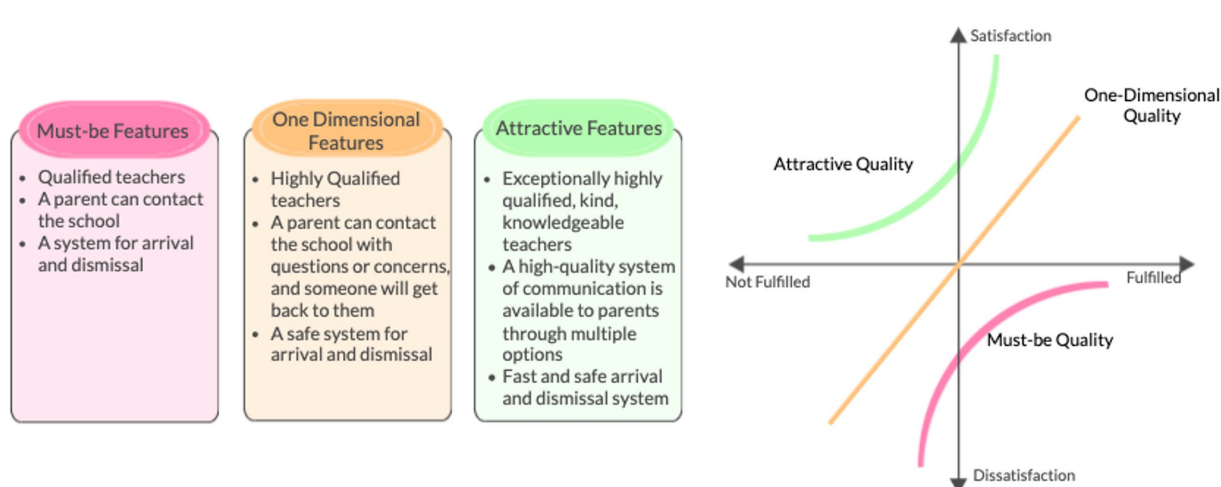 Must-be Features
• Qualified teachers
• A parent can contact
the school
• A system for arrival
and dismissal
One Dimensional
Features
• Highly Qualified
teachers
• A parent can contact
the school with
questions or concerns,
and someone will get
back to them
• A safe system for
arrival and dismissal
Attractive Features
• Exceptionally highly
qualified, kind,
knowledgeable
teachers
• A high-quality system
of communication is
available to parents
through multiple
options
• Fast and safe arrival
and dismissal system
Satisfaction
One-Dimensional
Quality
Attractive Quality
Not Fulfilled
Fulfilled
Must-be Quality
Dissatisfaction